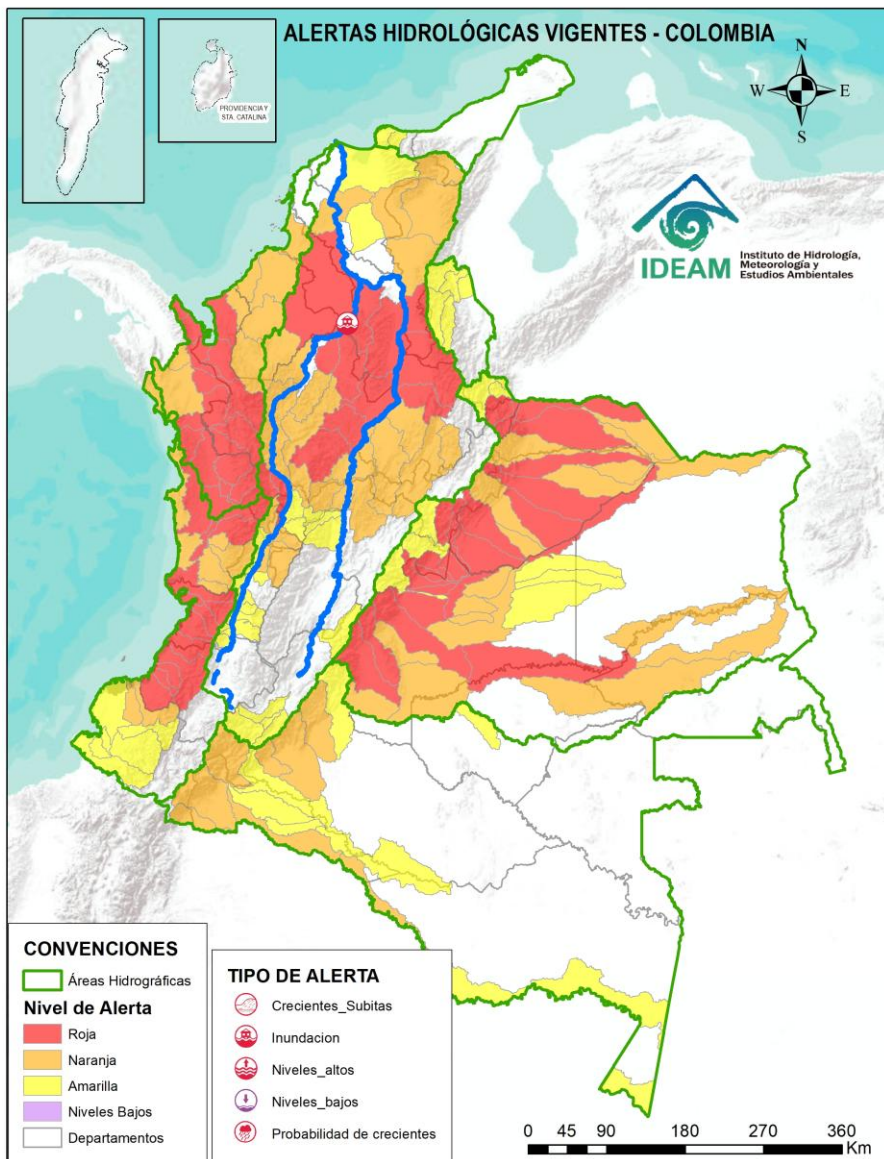 ALERTAS HIDROLÓGICAS VIGENTES - COLOMBIA
PROVIDENCIA Y
STA. CATALINA
N
W
E
S
IDEAM
Instituto de Hidrología,
Meteorología y
Estudios Ambientales
CONVENCIONES
Áreas Hidrográficas
Nivel de Alerta
Roja
Naranja
Amarilla
Niveles Bajos
Departamentos
TIPO DE ALERTA
Crecientes_Subitas
Inundacion
Niveles_altos
Niveles_bajos
Probabilidad de crecientes
0 45 90 180 270 360
Km